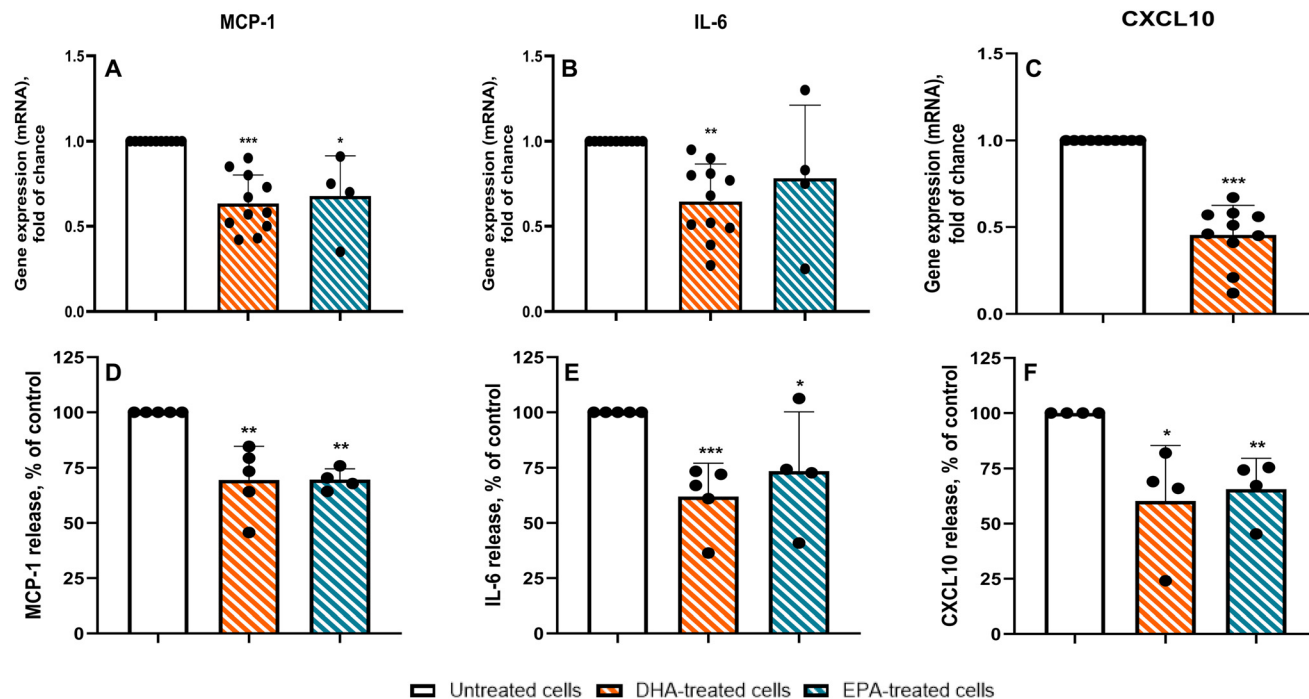 MCP-1
IL-6
CXCL10
A
Gene expression (mRNA),
fold of chance
1.5
1.0
0.5
0.0
***
*
B
Gene expression (mRNA),
fold of chance
1.5
1.0
0.5
0.0
**
C
Gene expression (mRNA),
fold of chance
1.5
1.0
0.5
0.0
***
D
MCP-1 release, % of control
125
100
75
50
25
0
**
**
E
IL-6 release, % of control
125
100
75
50
25
0
***
*
F
CXCL10 release, % of control
125
100
75
50
25
0
*
**
Untreated cells DHA-treated cells EPA-treated cells